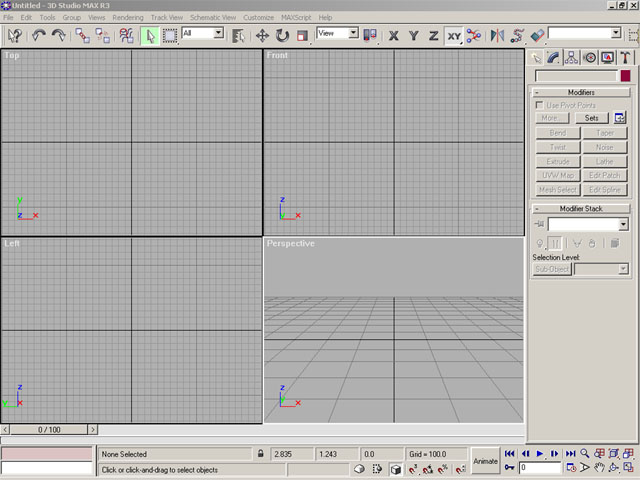 Untitled - 3D Studio MAX R3
File Edit Tools Group Views Rendering Track View Schematic View Customize MAXScript Help
All View X Y Z XY
Top
Front
Left
Perspective
z x y
Modifiers
Use Pivot Points
More... Sets
Bend Taper
Twist Noise
Extrude Lathe
UVW Map Edit Patch
Mesh Select Edit Spline
Modifier Stack
Selection Level:
Sub-Object
0 / 100
None Selected 2.835 1.243 0.0 Grid = 100.0
Click or click-and-drag to select objects
Animate
0